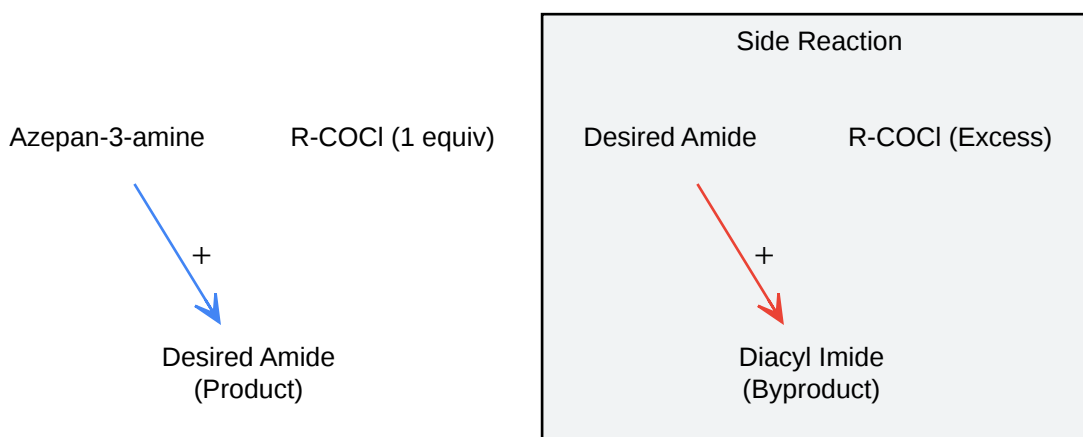 Side Reaction
Azepan-3-amine
R-COCl (1 equiv)
Desired Amide
R-COCl (Excess)
+
+
Desired Amide
(Product)
Diacyl Imide
(Byproduct)